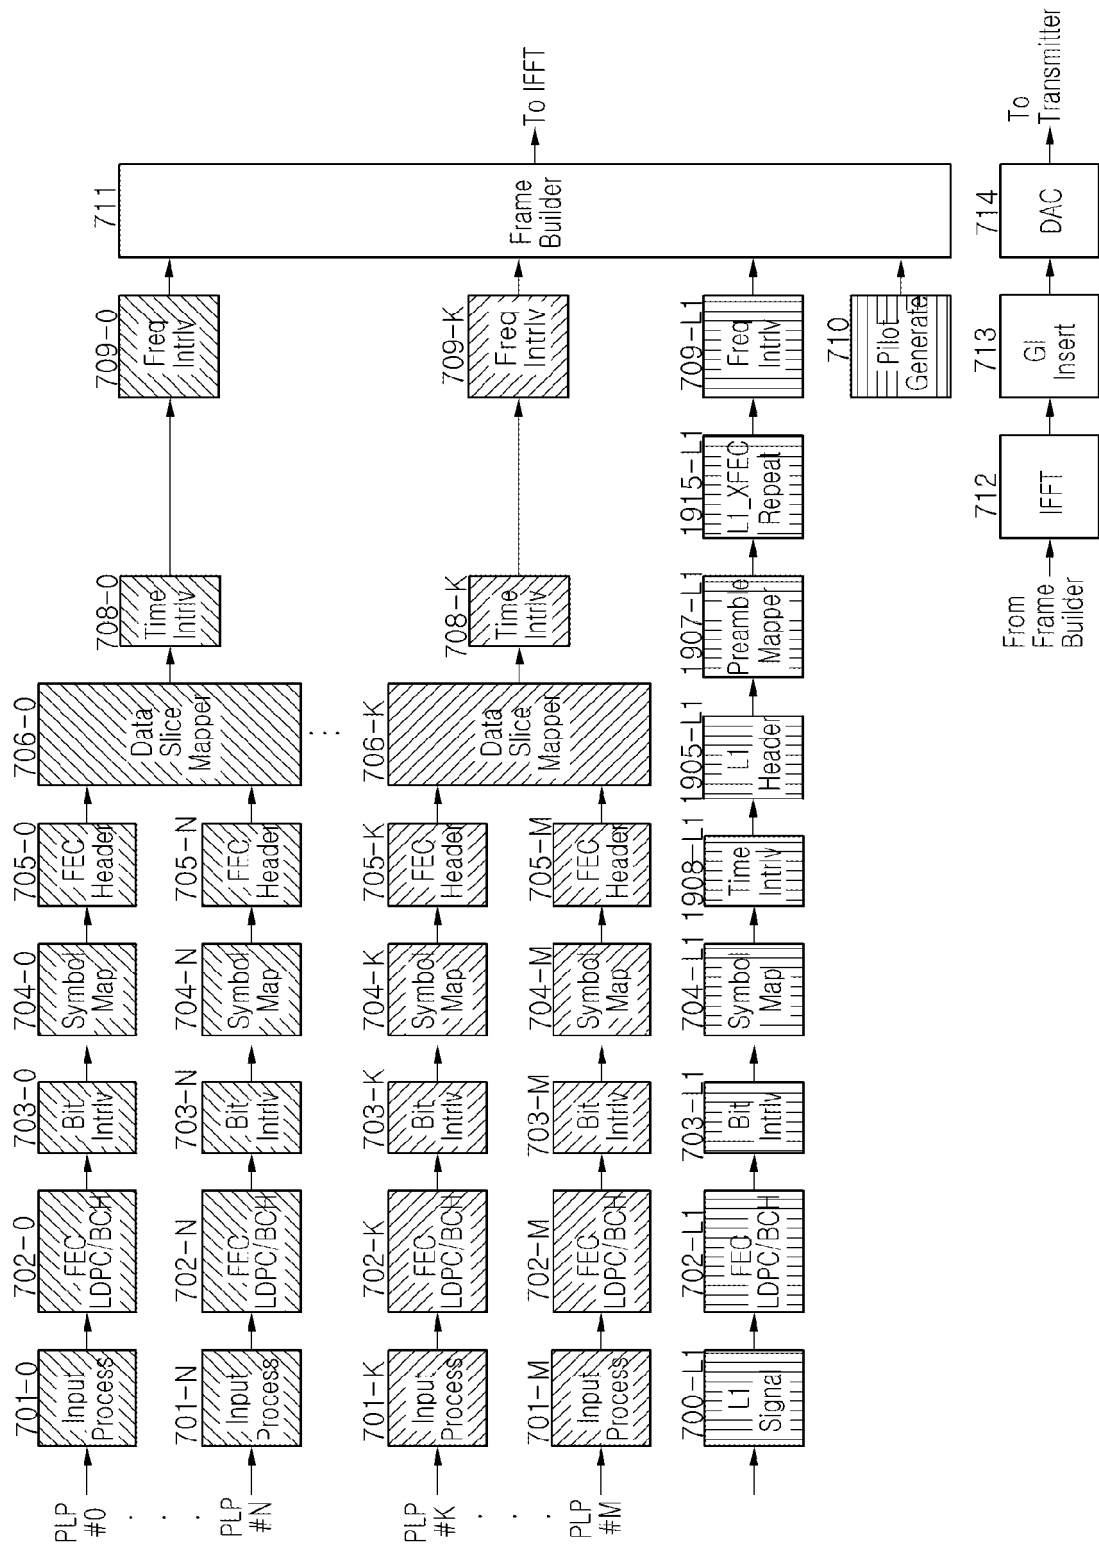 PLP
#0
701-0
Input
Process
702-0
FEC
LDPC/BCH
703-0
Bit
Intrlv
704-0
Symbol
Map
705-0
FEC
Header
706-0
Data
Slice
Mapper
708-0
Time
Intrlv
709-0
Freq
Intrlv
711
Frame
Builder
To IFFT
PLP
#N
701-N
Input
Process
702-N
FEC
LDPC/BCH
703-N
Bit
Intrlv
704-N
Symbol
Map
705-N
FEC
Header
PLP
#K
701-K
Input
Process
702-K
FEC
LDPC/BCH
703-K
Bit
Intrlv
704-K
Symbol
Map
705-K
FEC
Header
706-K
Data
Slice
Mapper
708-K
Time
Intrlv
709-K
Freq
Intrlv
PLP
#M
701-M
Input
Process
702-M
FEC
LDPC/BCH
703-M
Bit
Intrlv
704-M
Symbol
Map
705-M
FEC
Header
700-L1
L1
Signal
702-L1
FEC
LDPC/BCH
703-L1
Bit
Intrlv
704-L1
Symbol
Map
1908-L1
Time
Intrlv
1905-L1
L1
Header
1907-L1
Preamble
Mapper
1915-L1
L1_XFEC
Repeat
709-L1
Freq
Intrlv
710
Pilot
Generate
From
Frame
Builder
712
IFFT
713
GI
Insert
714
DAC
To
Transmitter